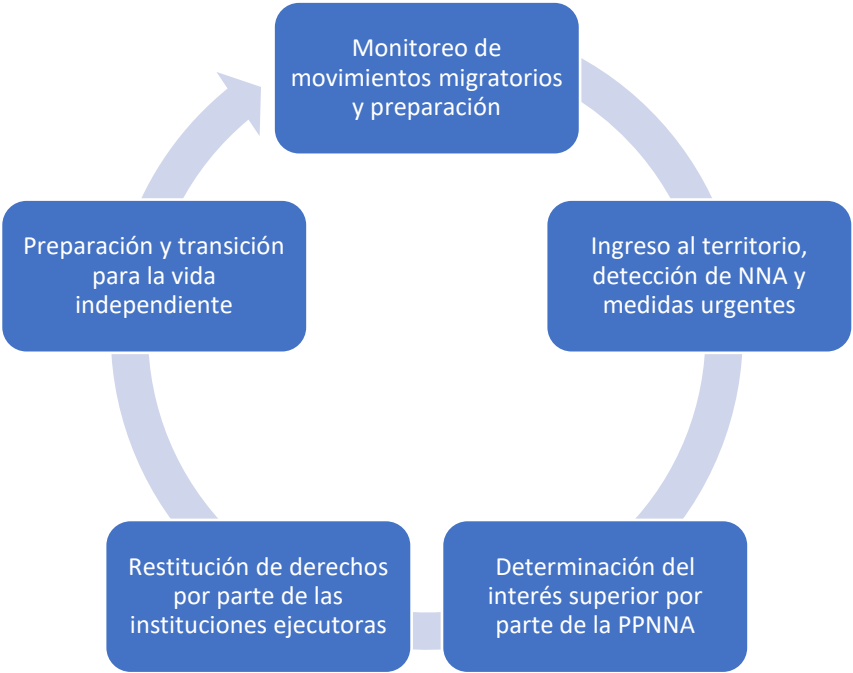 Monitoreo de
movimientos migratorios
y preparación
Ingreso al territorio,
detección de NNA y
medidas urgentes
Determinación del
interés superior por
parte de la PPNNA
Restitución de derechos
por parte de las
instituciones ejecutoras
Preparación y transición
para la vida
independiente